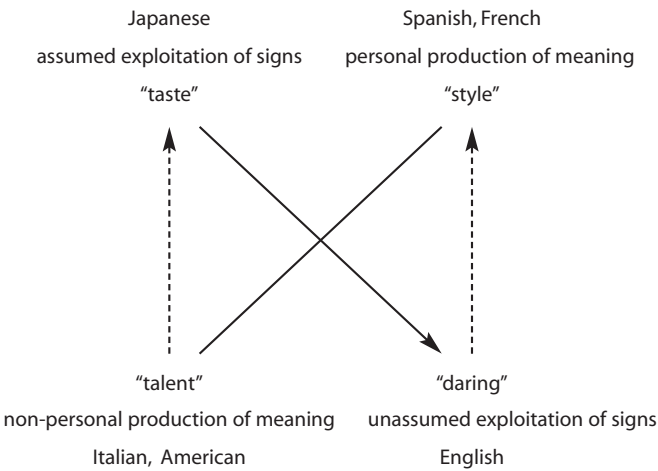 Japanese
assumed exploitation of signs
“taste”
Spanish, French
personal production of meaning
“style”
“talent”
non-personal production of meaning
Italian, American
“daring”
unassumed exploitation of signs
English